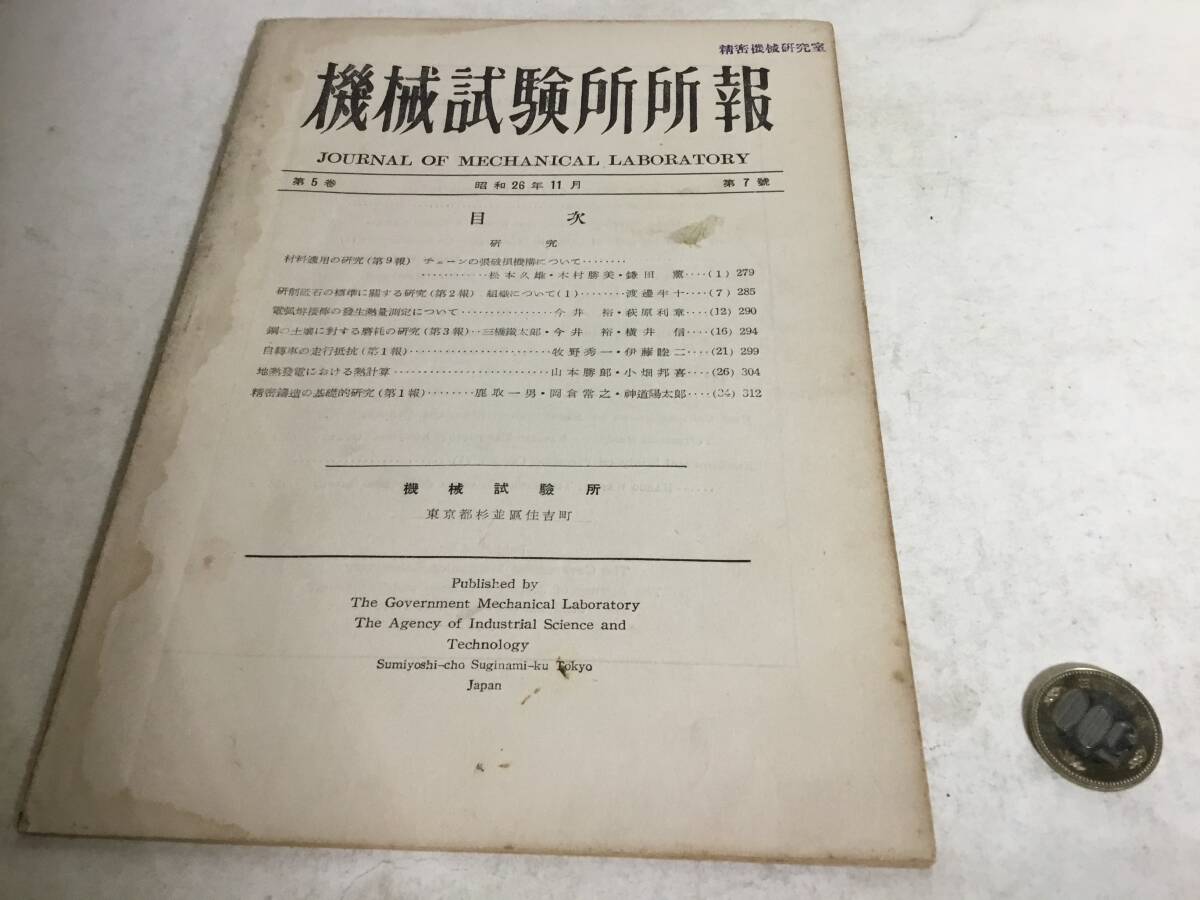 精密機械研究室
機械試験所所報
JOURNAL OF MECHANICAL LABORATORY
第5巻 昭和26年11月 第7號
目次
研究
材料適用の研究(第9報) チェーンの張破損機構について‥‥‥‥
‥‥‥‥‥‥松本久雄・木村勝美・鎌田薫‥‥(1) 279
研削砥石の標準に關する研究(第2報) 組織について(1)‥‥‥‥渡邊半十‥‥(7) 285
電弧熔接棒の發生熱量測定について‥‥‥‥‥‥‥今井裕・萩原利章‥‥(12) 290
鋼の土壤に對する磨耗の研究(第3報)‥三橋鐵太郎・今井裕・横井信‥‥(16) 294
自轉車の走行抵抗(第1報)‥‥‥‥‥‥‥‥‥‥‥‥牧野秀一・伊藤睦二‥‥(21) 299
地熱發電における熱計算‥‥‥‥‥‥‥‥‥‥‥‥‥山本勝郎・小畑邦喜‥‥(26) 304
精密鑄造の基礎的研究(第1報)‥‥‥‥鹿取一男・岡倉常之・神道陽太郎‥‥(34) 312
機械試驗所
東京都杉並區住吉町
Published by
The Government Mechanical Laboratory
The Agency of Industrial Science and
Technology
Sumiyoshi-cho Suginami-ku Tokyo
Japan
500